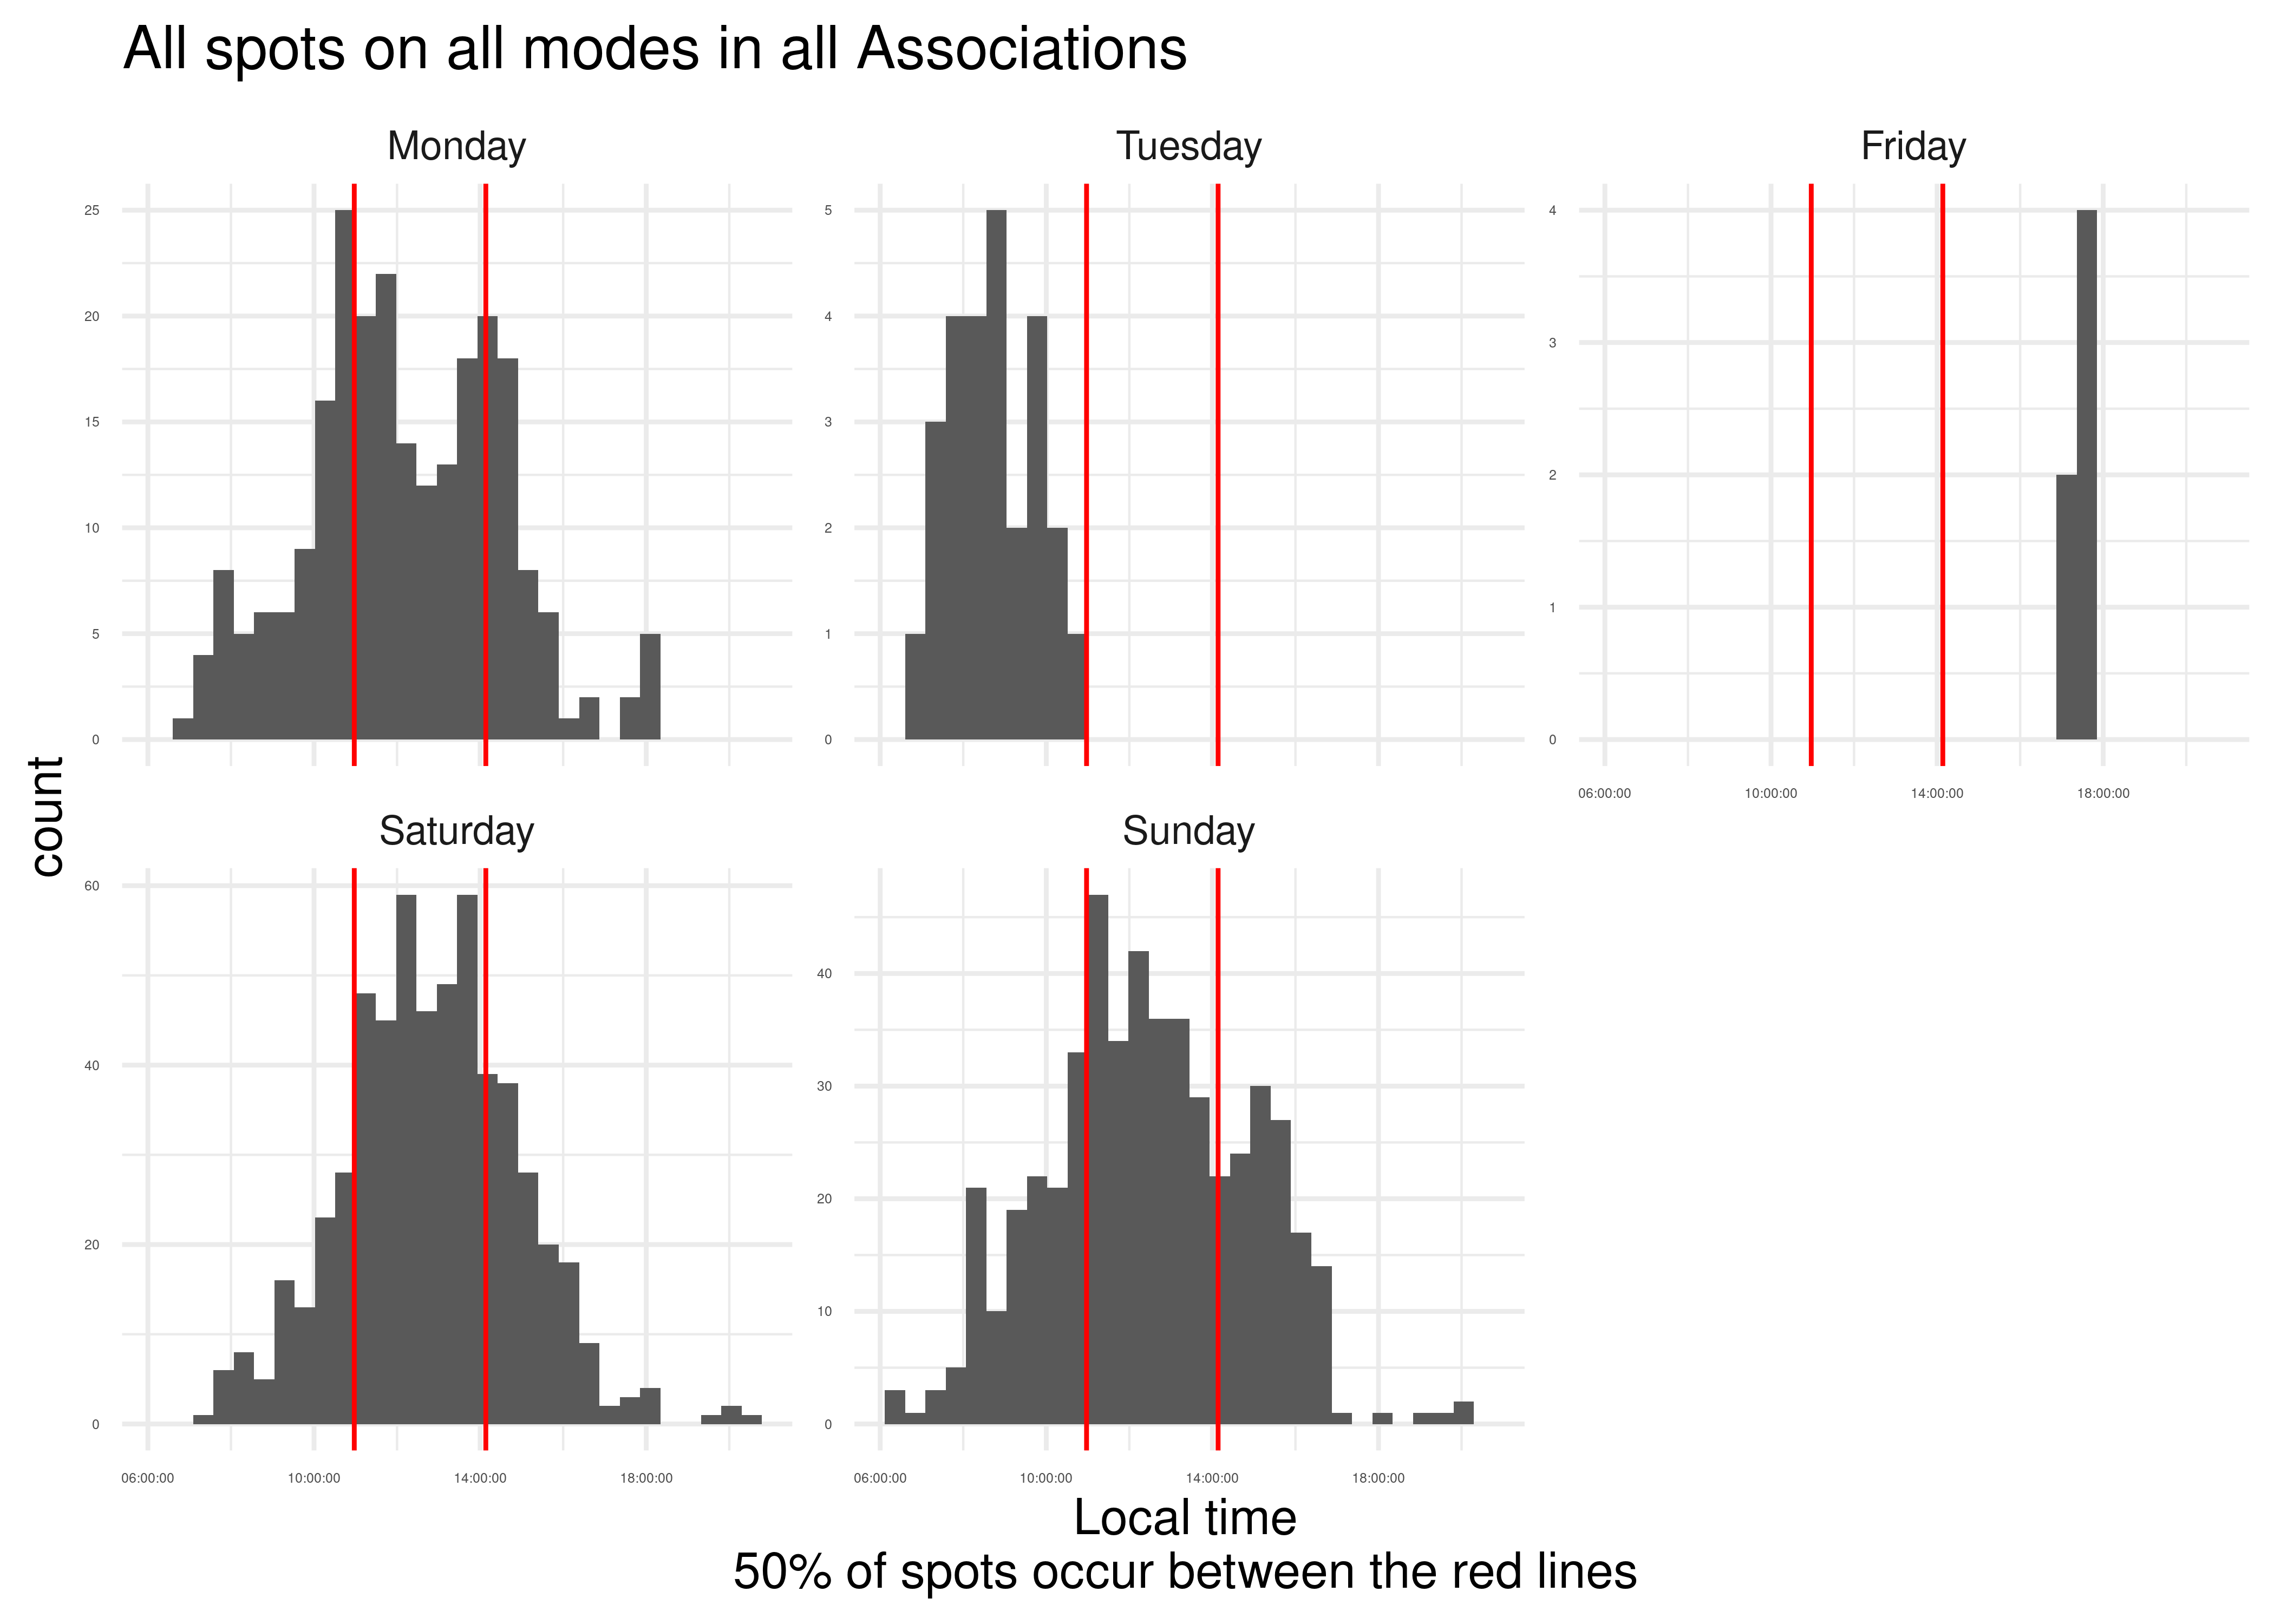 All spots on all modes in all Associations
Monday
Tuesday
Friday
25
20
15
10
5
0
5
4
3
2
1
0
4
3
2
1
0
06:00:00 10:00:00 14:00:00 18:00:00
count
Saturday
Sunday
60
40
20
0
40
30
20
10
0
06:00:00 10:00:00 14:00:00 18:00:00
06:00:00 10:00:00 14:00:00 18:00:00
Local time
50% of spots occur between the red lines